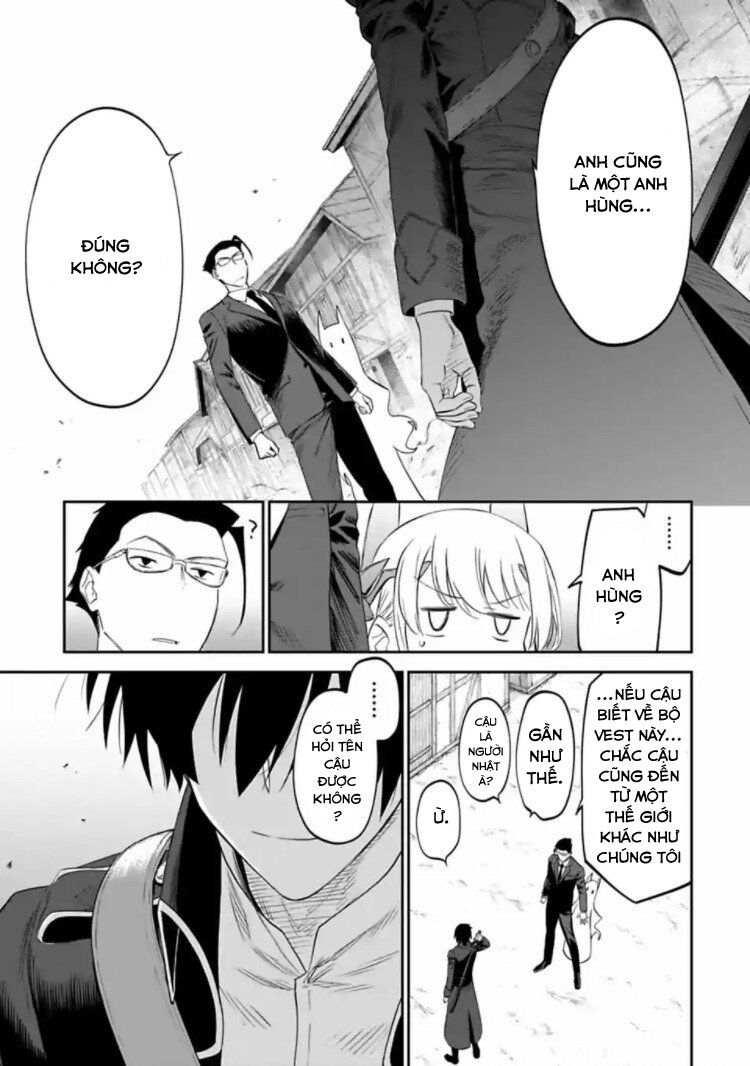 ANH CŨNG
LÀ MỘT ANH
HÙNG...
ĐÚNG
KHÔNG?
......
ANH
HÙNG
?
?
...NẾU CẬU
BIẾT VỀ BỘ
VEST NÀY...
CHẮC CẬU
CŨNG ĐẾN
TỪ MỘT
THẾ GIỚI
KHÁC NHƯ
CHÚNG TÔI
GẦN
NHƯ
THẾ.
CẬU
LÀ
NGƯỜI
NHẬT
À?
Ừ.
......
CÓ THỂ
HỎI TÊN
CẬU
ĐƯỢC
KHÔNG
?